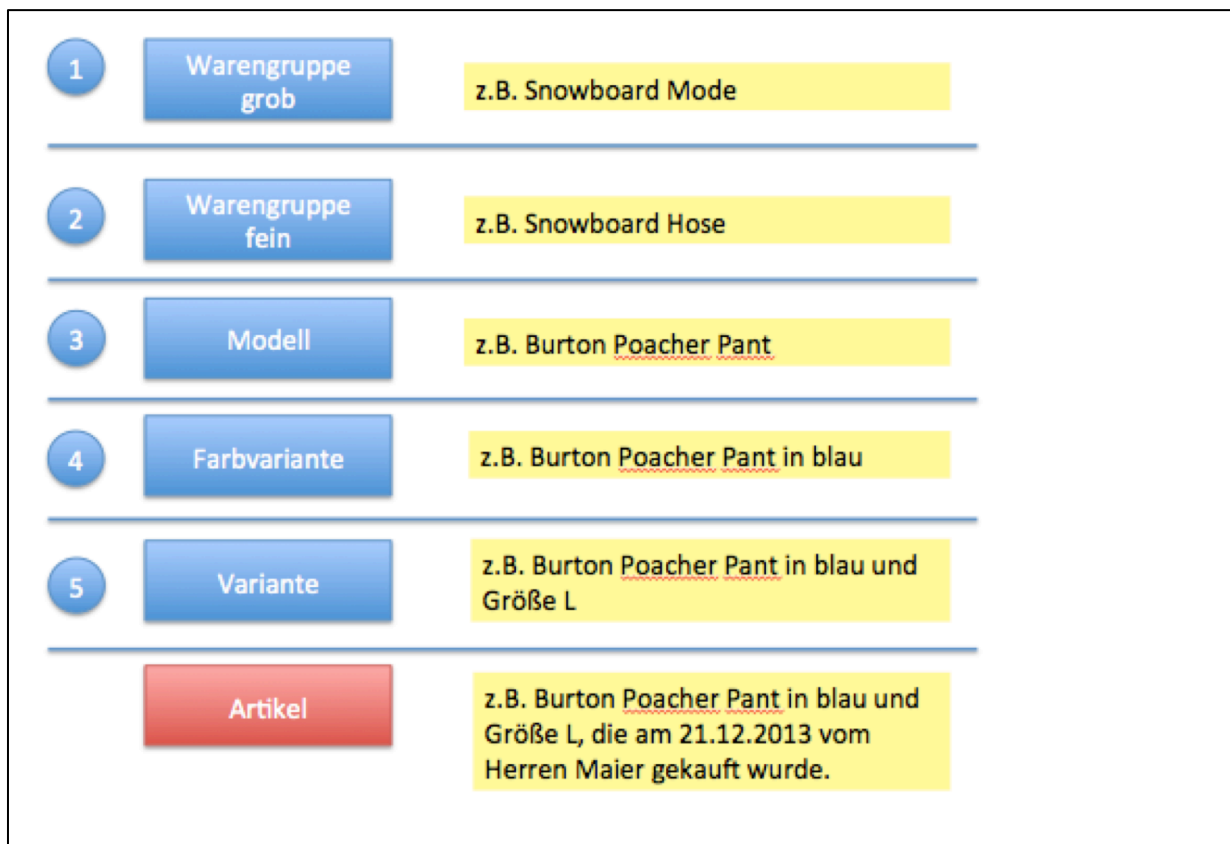 1
Warengruppe
grob
z.B. Snowboard Mode
2
Warengruppe
fein
z.B. Snowboard Hose
3
Modell
z.B. Burton Poacher Pant
4
Farbvariante
z.B. Burton Poacher Pant in blau
5
Variante
z.B. Burton Poacher Pant in blau und
Größe L
Artikel
z.B. Burton Poacher Pant in blau und
Größe L, die am 21.12.2013 vom
Herren Maier gekauft wurde.